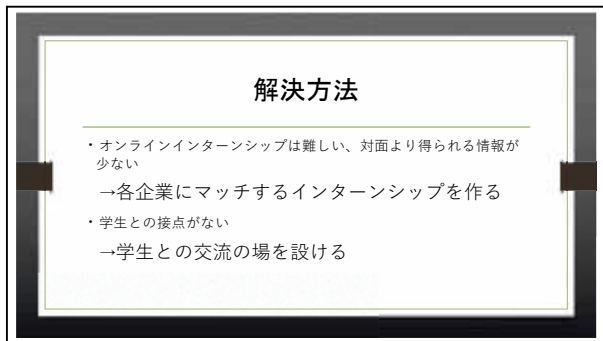 解決方法
・オンラインインターンシップは難しい、対面より得られる情報が
少ない
→各企業にマッチするインターンシップを作る
・学生との接点がない
→学生との交流の場を設ける